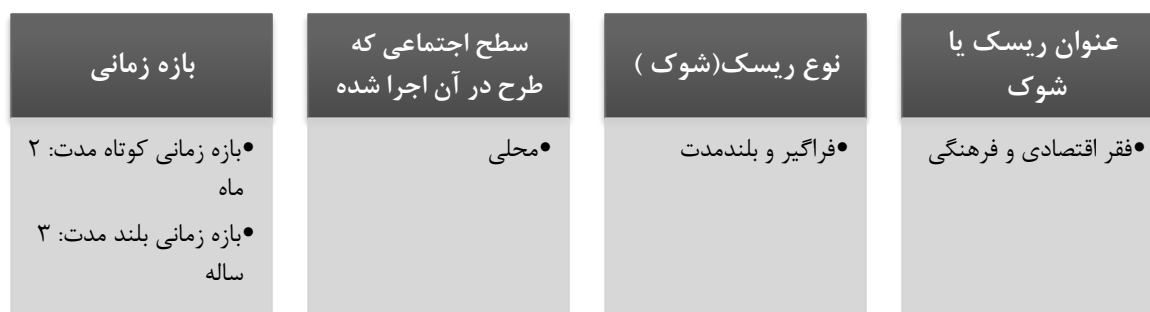 عنوان ریسک یا
شوک
•فقر اقتصادی و فرهنگی
نوع ریسک(شوک )
•فراگیر و بلندمدت
سطح اجتماعی که
طرح در آن اجرا شده
•محلی
بازه زمانی
•بازه زمانی کوتاه مدت: ۲
ماه
•بازه زمانی بلند مدت: ۳
ساله